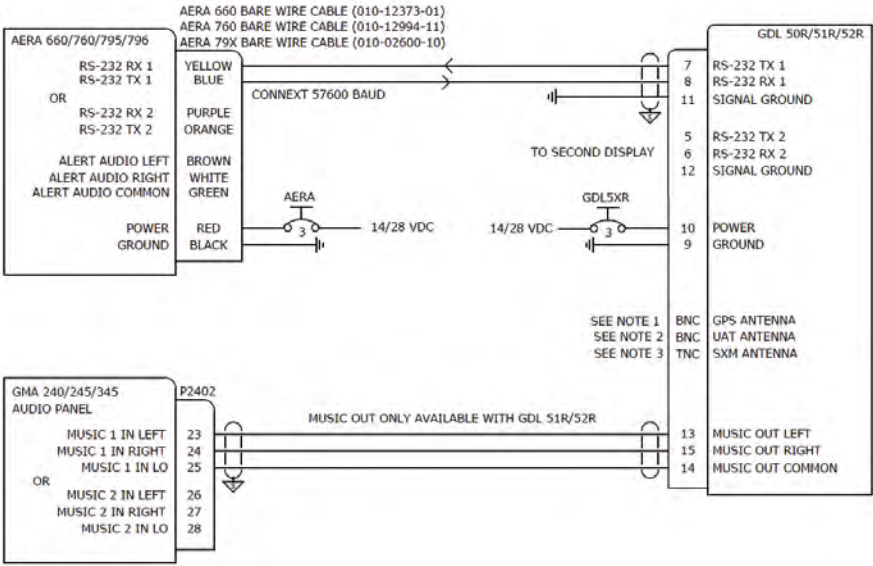 AERA 660 BARE WIRE CABLE (010-12373-01)
AERA 760 BARE WIRE CABLE (010-12994-11)
AERA 79X BARE WIRE CABLE (010-02600-10)
AERA 660/760/795/796
GDL 50R/51R/52R
RS-232 RX 1 YELLOW
RS-232 TX 1 BLUE
OR
RS-232 RX 2 PURPLE
RS-232 TX 2 ORANGE
ALERT AUDIO LEFT BROWN
ALERT AUDIO RIGHT WHITE
ALERT AUDIO COMMON GREEN
POWER RED
GROUND BLACK
CONNEXT 57600 BAUD
AERA
3
14/28 VDC
TO SECOND DISPLAY
GDL5XR
14/28 VDC
3
7 RS-232 TX 1
8 RS-232 RX 1
11 SIGNAL GROUND
5 RS-232 TX 2
6 RS-232 RX 2
12 SIGNAL GROUND
10 POWER
9 GROUND
SEE NOTE 1 BNC GPS ANTENNA
SEE NOTE 2 BNC UAT ANTENNA
SEE NOTE 3 TNC SXM ANTENNA
GMA 240/245/345
AUDIO PANEL
P2402
MUSIC 1 IN LEFT 23
MUSIC 1 IN RIGHT 24
MUSIC 1 IN LO 25
OR
MUSIC 2 IN LEFT 26
MUSIC 2 IN RIGHT 27
MUSIC 2 IN LO 28
MUSIC OUT ONLY AVAILABLE WITH GDL 51R/52R
13 MUSIC OUT LEFT
15 MUSIC OUT RIGHT
14 MUSIC OUT COMMON